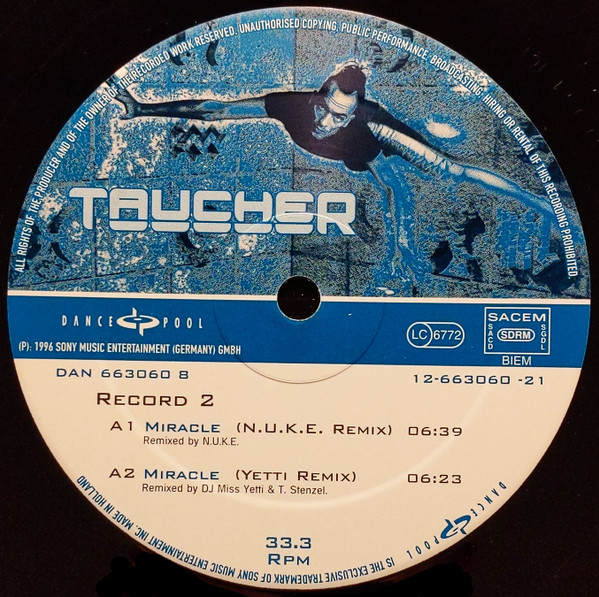 ALL RIGHTS OF THE PRODUCER AND OF THE OWNER OF THE RECORDED WORK RESERVED. UNAUTHORISED COPYING, PUBLIC PERFORMANCE, BROADCASTING, HIRING OR RENTAL OF THIS RECORDING PROHIBITED.
TAUCHER
DANCE POOL
LC 6772
SACEM
SACD SDRM SGDL
BIEM
(P): 1996 SONY MUSIC ENTERTAINMENT (GERMANY) GMBH
DAN 663060 8
12-663060 -21
RECORD 2
A1 MIRACLE (N.U.K.E. REMIX) 06:39
Remixed by N.U.K.E.
A2 MIRACLE (YETTI REMIX) 06:23
Remixed by DJ Miss Yetti & T. Stenzel.
33.3
RPM
DANCE POOL IS THE EXCLUSIVE TRADEMARK OF SONY MUSIC ENTERTAINMENT INC. MADE IN HOLLAND